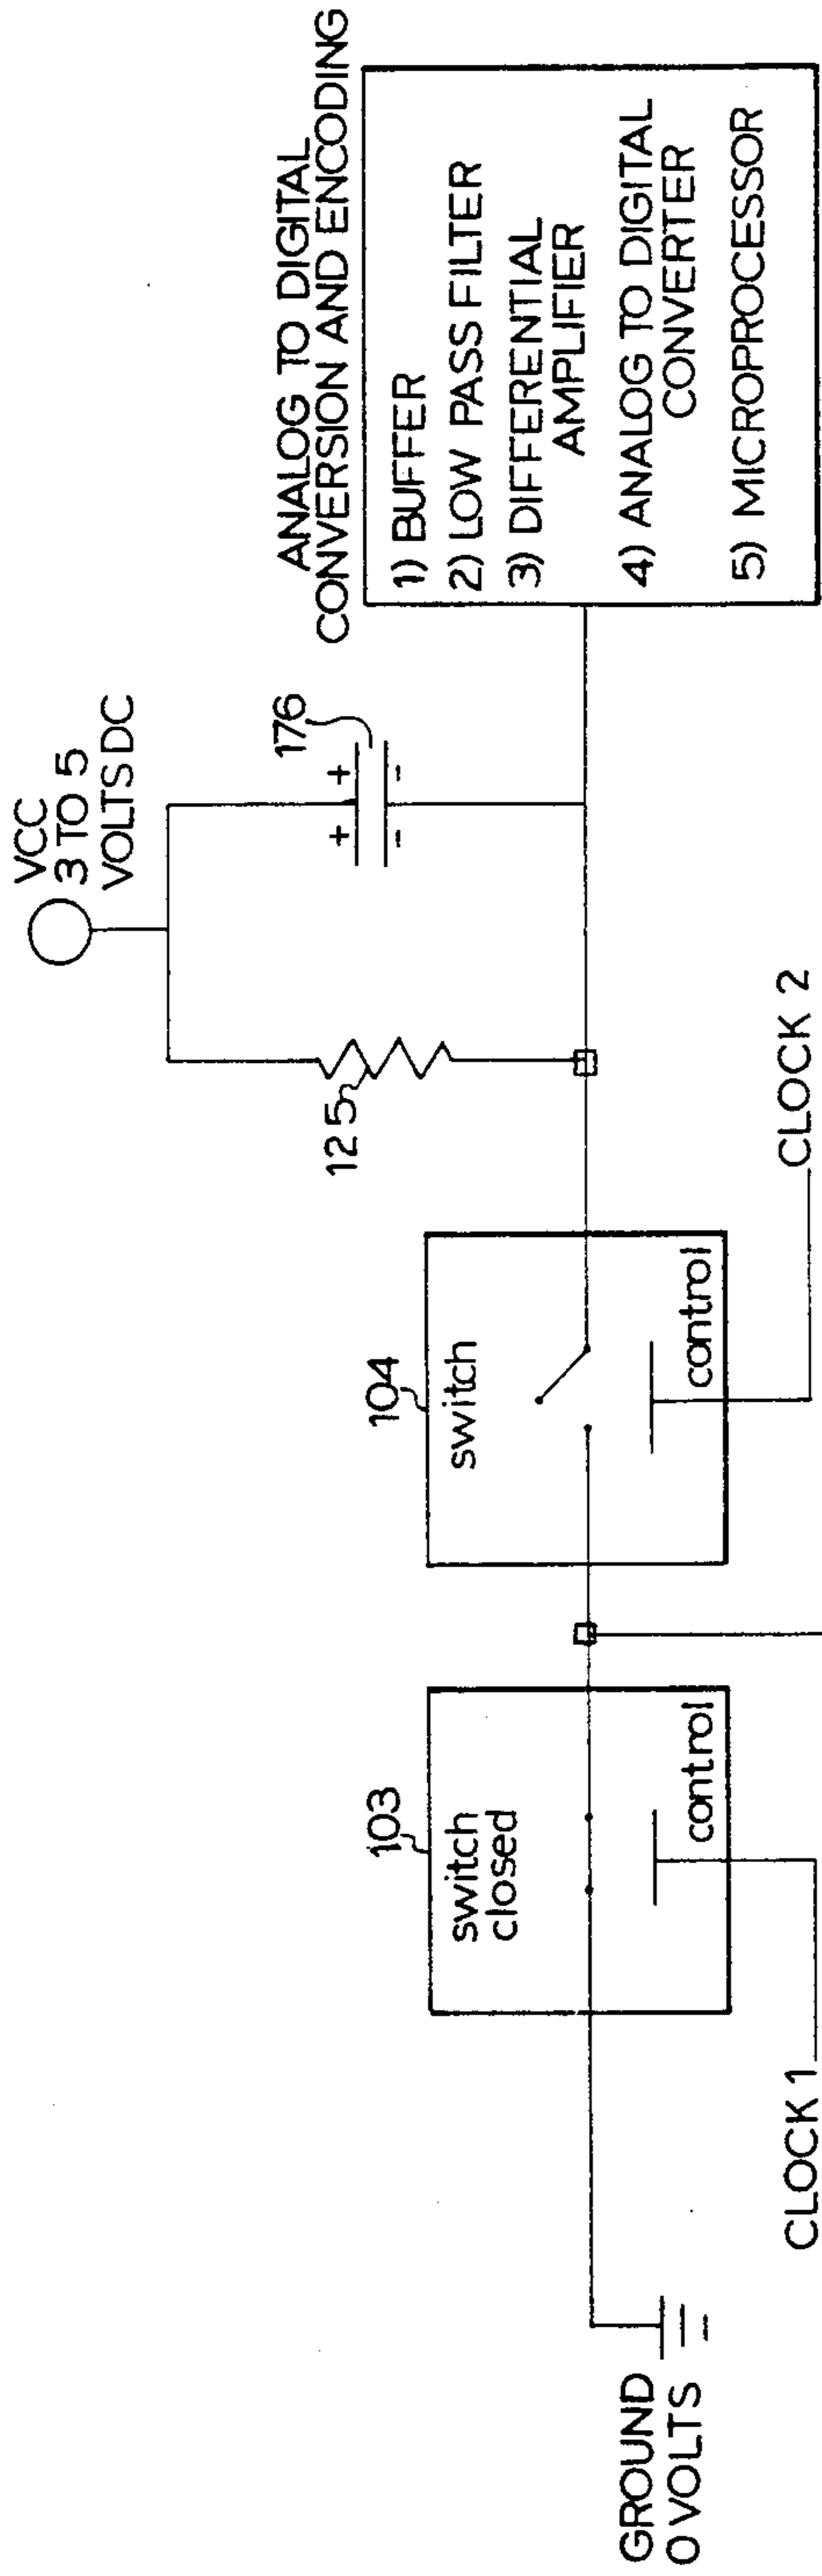 GROUND
0 VOLTS
CLOCK 1
103
switch
closed
control
104
switch
control
CLOCK 2
125
VCC
3 TO 5
VOLTS DC
176
+ +
- -
ANALOG TO DIGITAL
CONVERSION AND ENCODING
1) BUFFER
2) LOW PASS FILTER
3) DIFFERENTIAL
AMPLIFIER
4) ANALOG TO DIGITAL
CONVERTER
5) MICROPROCESSOR